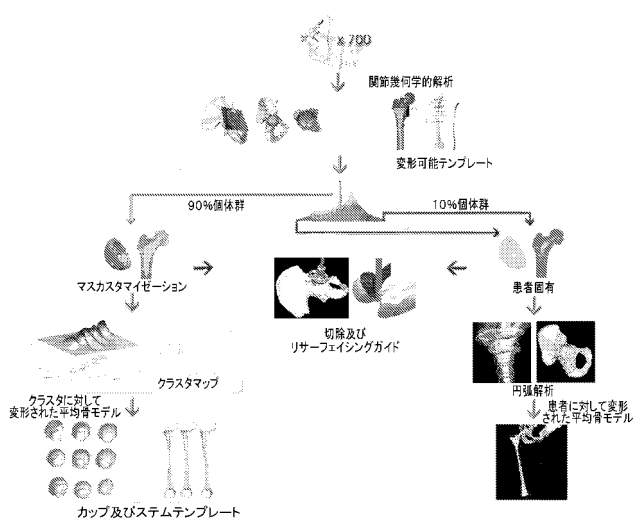 x 700
関節幾何学的解析
変形可能テンプレート
90%個体群
10%個体群
マスカスタマイゼーション
患者固有
切除及び
リサーフェイシングガイド
クラスタマップ
円弧解析
クラスタに対して
変形された平均骨モデル
患者に対して変形
された平均骨モデル
カップ及びステムテンプレート